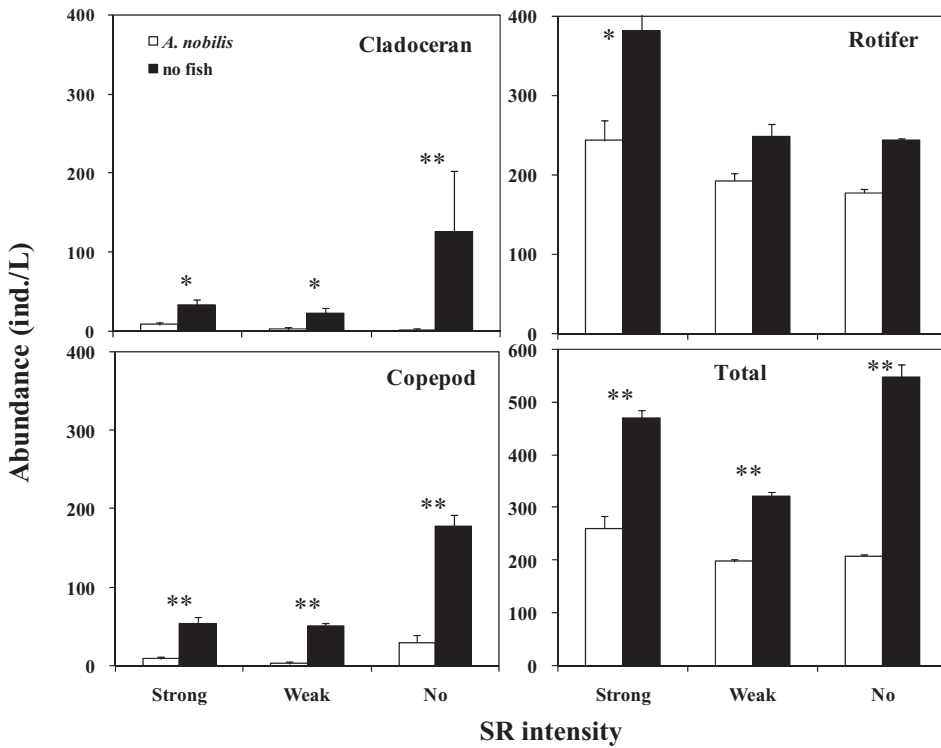 Abundance (ind./L)
400
300
200
100
0
A. nobilis
no fish
Cladoceran
*
*
**
400
300
200
100
0
Rotifer
*
400
300
200
100
0
Copepod
**
**
**
Strong
Weak
No
600
500
400
300
200
100
0
Total
**
**
**
Strong
Weak
No
SR intensity